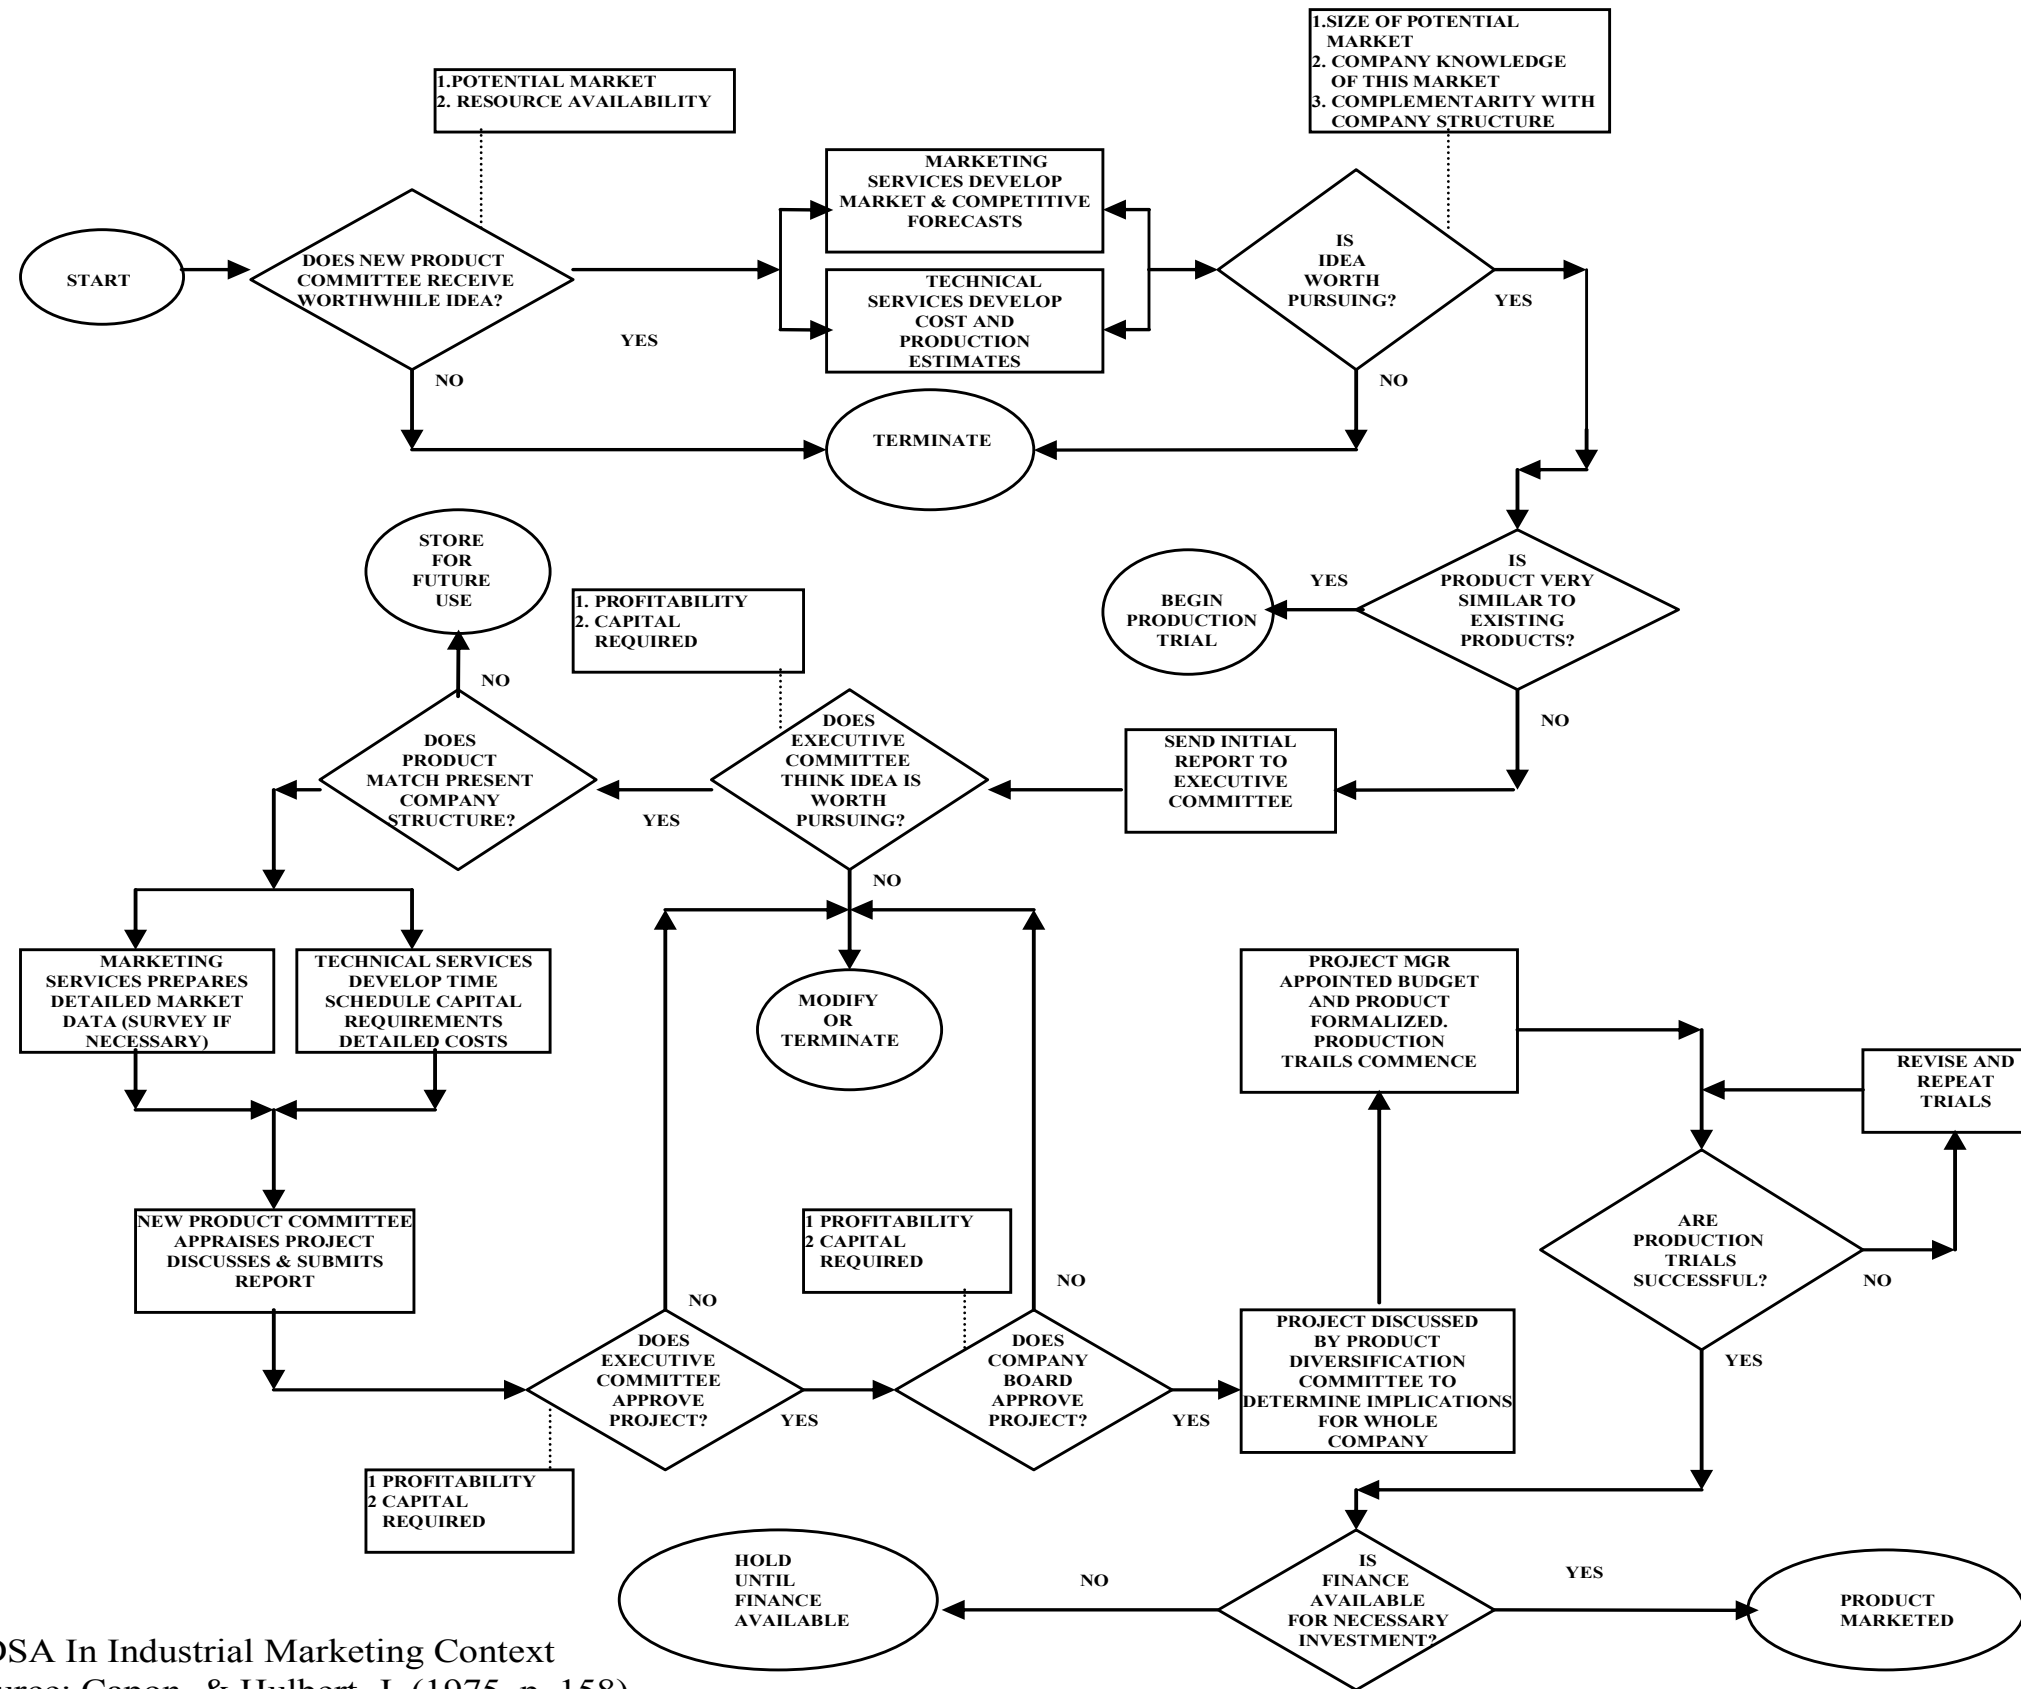 1.SIZE OF POTENTIAL
MARKET
2. COMPANY KNOWLEDGE
OF THIS MARKET
3. COMPLEMENTARITY WITH
COMPANY STRUCTURE
1.POTENTIAL MARKET
2. RESOURCE AVAILABILITY
START
DOES NEW PRODUCT
COMMITTEE RECEIVE
WORTHWHILE IDEA?
YES
NO
MARKETING
SERVICES DEVELOP
MARKET & COMPETITIVE
FORECASTS
TECHNICAL
SERVICES DEVELOP
COST AND
PRODUCTION
ESTIMATES
IS
IDEA
WORTH
PURSUING?
YES
NO
TERMINATE
IS
PRODUCT VERY
SIMILAR TO
EXISTING
PRODUCTS?
YES
NO
BEGIN
PRODUCTION
TRIAL
SEND INITIAL
REPORT TO
EXECUTIVE
COMMITTEE
1. PROFITABILITY
2. CAPITAL
REQUIRED
DOES
EXECUTIVE
COMMITTEE
THINK IDEA IS
WORTH
PURSUING?
YES
NO
STORE
FOR
FUTURE
USE
NO
DOES
PRODUCT
MATCH PRESENT
COMPANY
STRUCTURE?
MARKETING
SERVICES PREPARES
DETAILED MARKET
DATA (SURVEY IF
NECESSARY)
TECHNICAL SERVICES
DEVELOP TIME
SCHEDULE CAPITAL
REQUIREMENTS
DETAILED COSTS
MODIFY
OR
TERMINATE
NEW PRODUCT COMMITTEE
APPRAISES PROJECT
DISCUSSES & SUBMITS
REPORT
NO
DOES
EXECUTIVE
COMMITTEE
APPROVE
PROJECT?
YES
1 PROFITABILITY
2 CAPITAL
REQUIRED
1 PROFITABILITY
2 CAPITAL
REQUIRED
NO
DOES
COMPANY
BOARD
APPROVE
PROJECT?
YES
PROJECT DISCUSSED
BY PRODUCT
DIVERSIFICATION
COMMITTEE TO
DETERMINE IMPLICATIONS
FOR WHOLE
COMPANY
PROJECT MGR
APPOINTED BUDGET
AND PRODUCT
FORMALIZED.
PRODUCTION
TRAILS COMMENCE
REVISE AND
REPEAT
TRIALS
ARE
PRODUCTION
TRIALS
SUCCESSFUL?
NO
YES
IS
FINANCE
AVAILABLE
FOR NECESSARY
INVESTMENT?
NO
YES
HOLD
UNTIL
FINANCE
AVAILABLE
PRODUCT
MARKETED
In Industrial Marketing Context
& Hulbert, J. (1975, p. 158)